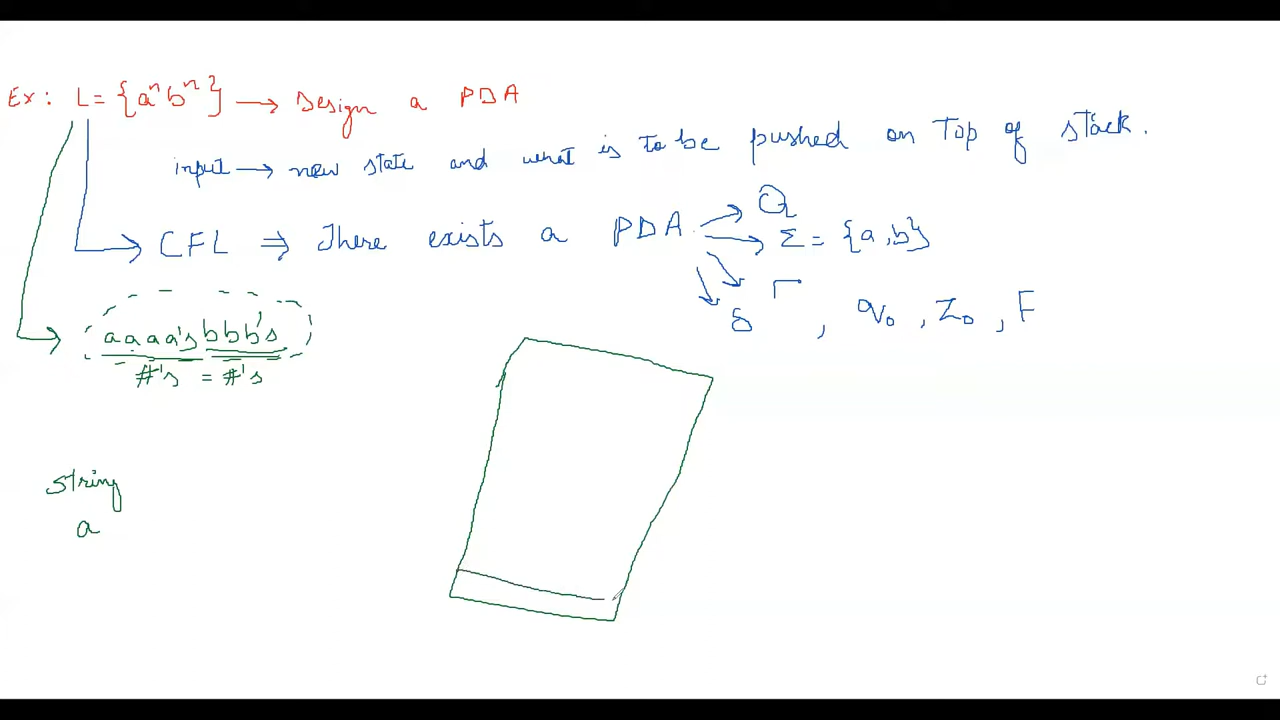 Ex: L = {aⁿbⁿ} → Design a PDA
input → new state and what is to be pushed on Top of stack.
CFL ⇒ There exists a PDA → Q
Σ = {a, b}
Γ
δ , q₀ , Z₀ , F
aaaa's bbb's
#'s = #'s
string
a